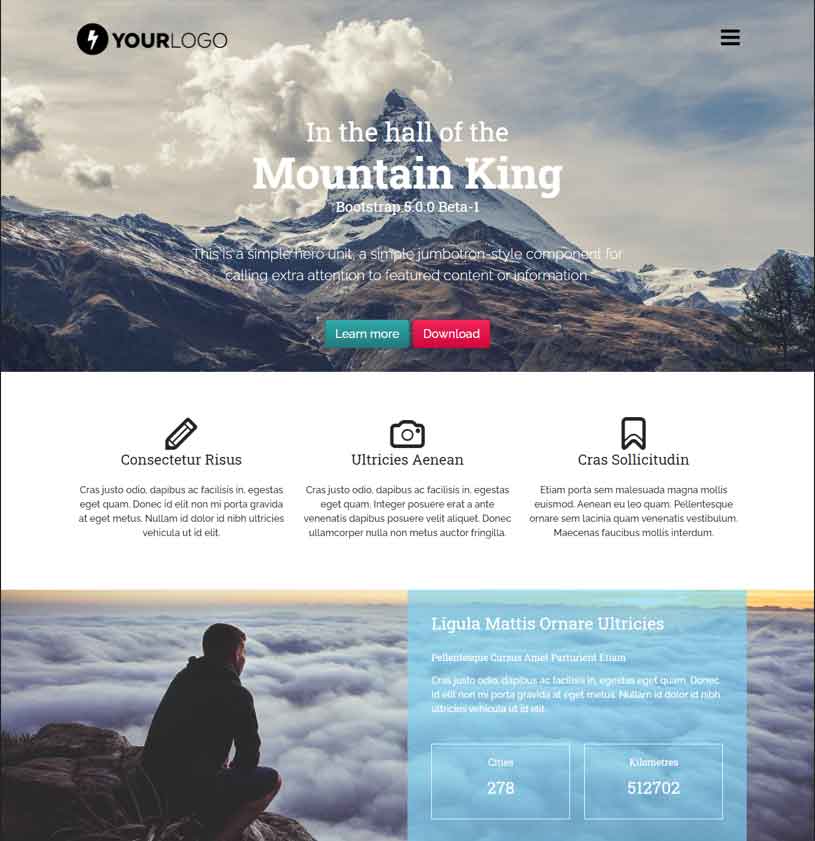 YOURLOGO
In the hall of the
Mountain King
Bootstrap 5.0.0 Beta-1
This is a simple hero unit, a simple jumbotron-style component for
calling extra attention to featured content or information.
Learn more
Download
Consectetur Risus
Cras justo odio, dapibus ac facilisis in, egestas
eget quam. Donec id elit non mi porta gravida
at eget metus. Nullam id dolor id nibh ultricies
vehicula ut id elit.
Ultricies Aenean
Cras justo odio, dapibus ac facilisis in, egestas
eget quam. Integer posuere erat a ante
venenatis dapibus posuere velit aliquet. Donec
ullamcorper nulla non metus auctor fringilla.
Cras Sollicitudin
Etiam porta sem malesuada magna mollis
euismod. Aenean eu leo quam. Pellentesque
ornare sem lacinia quam venenatis vestibulum.
Maecenas faucibus mollis interdum.
Ligula Mattis Ornare Ultricies
Pellentesque Cursus Amet Parturient Etiam
Cras justo odio, dapibus ac facilisis in, egestas eget quam. Donec
id elit non mi porta gravida at eget metus. Nullam id dolor id nibh
ultricies vehicula ut id elit.
Cities
278
Kilometres
512702